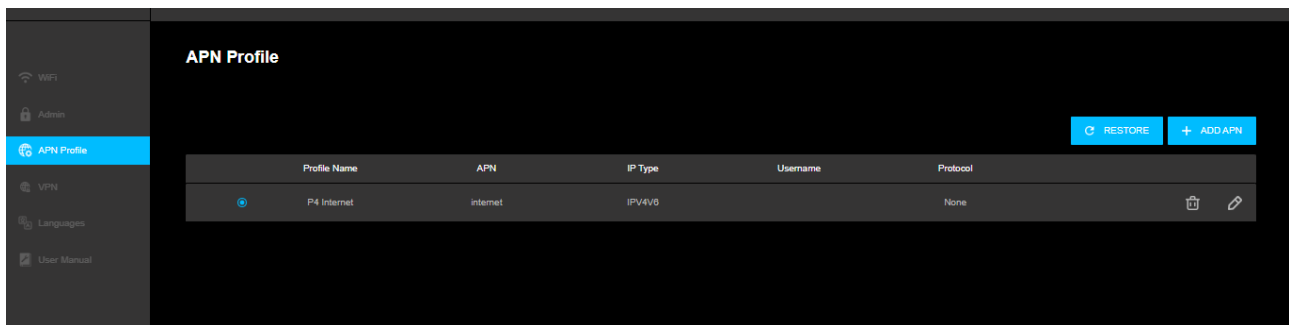 APN Profile
WiFi
Admin
APN Profile
VPN
Languages
User Manual
RESTORE
ADD APN
Profile Name APN IP Type Username Protocol
P4 Internet internet IPV4V6 None